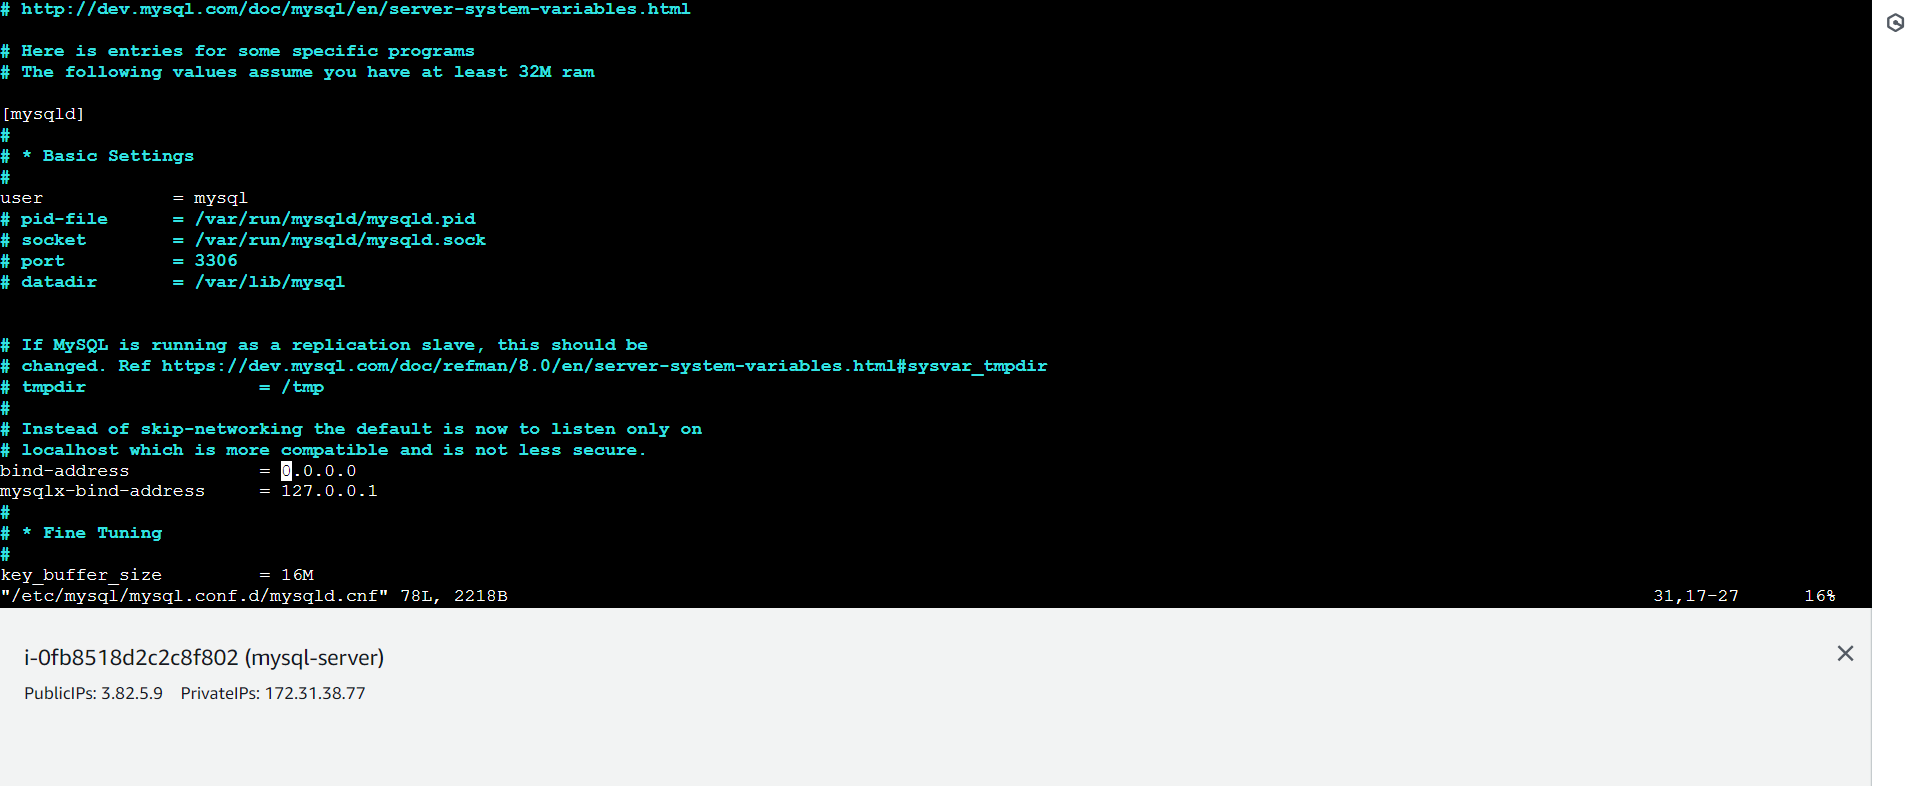 # http://dev.mysql.com/doc/mysql/en/server-system-variables.html
# Here is entries for some specific programs
# The following values assume you have at least 32M ram
[mysqld]
#
# * Basic Settings
#
user            = mysql
# pid-file      = /var/run/mysqld/mysqld.pid
# socket        = /var/run/mysqld/mysqld.sock
# port          = 3306
# datadir       = /var/lib/mysql
# If MySQL is running as a replication slave, this should be
# changed. Ref https://dev.mysql.com/doc/refman/8.0/en/server-system-variables.html#sysvar_tmpdir
# tmpdir                = /tmp
#
# Instead of skip-networking the default is now to listen only on
# localhost which is more compatible and is not less secure.
bind-address            = 0.0.0.0
mysqlx-bind-address     = 127.0.0.1
#
# * Fine Tuning
#
key_buffer_size         = 16M
"/etc/mysql/mysql.conf.d/mysqld.cnf" 78L, 2218B                    31,17-27      16%
i-0fb8518d2c2c8f802 (mysql-server)
PublicIPs: 3.82.5.9    PrivateIPs: 172.31.38.77